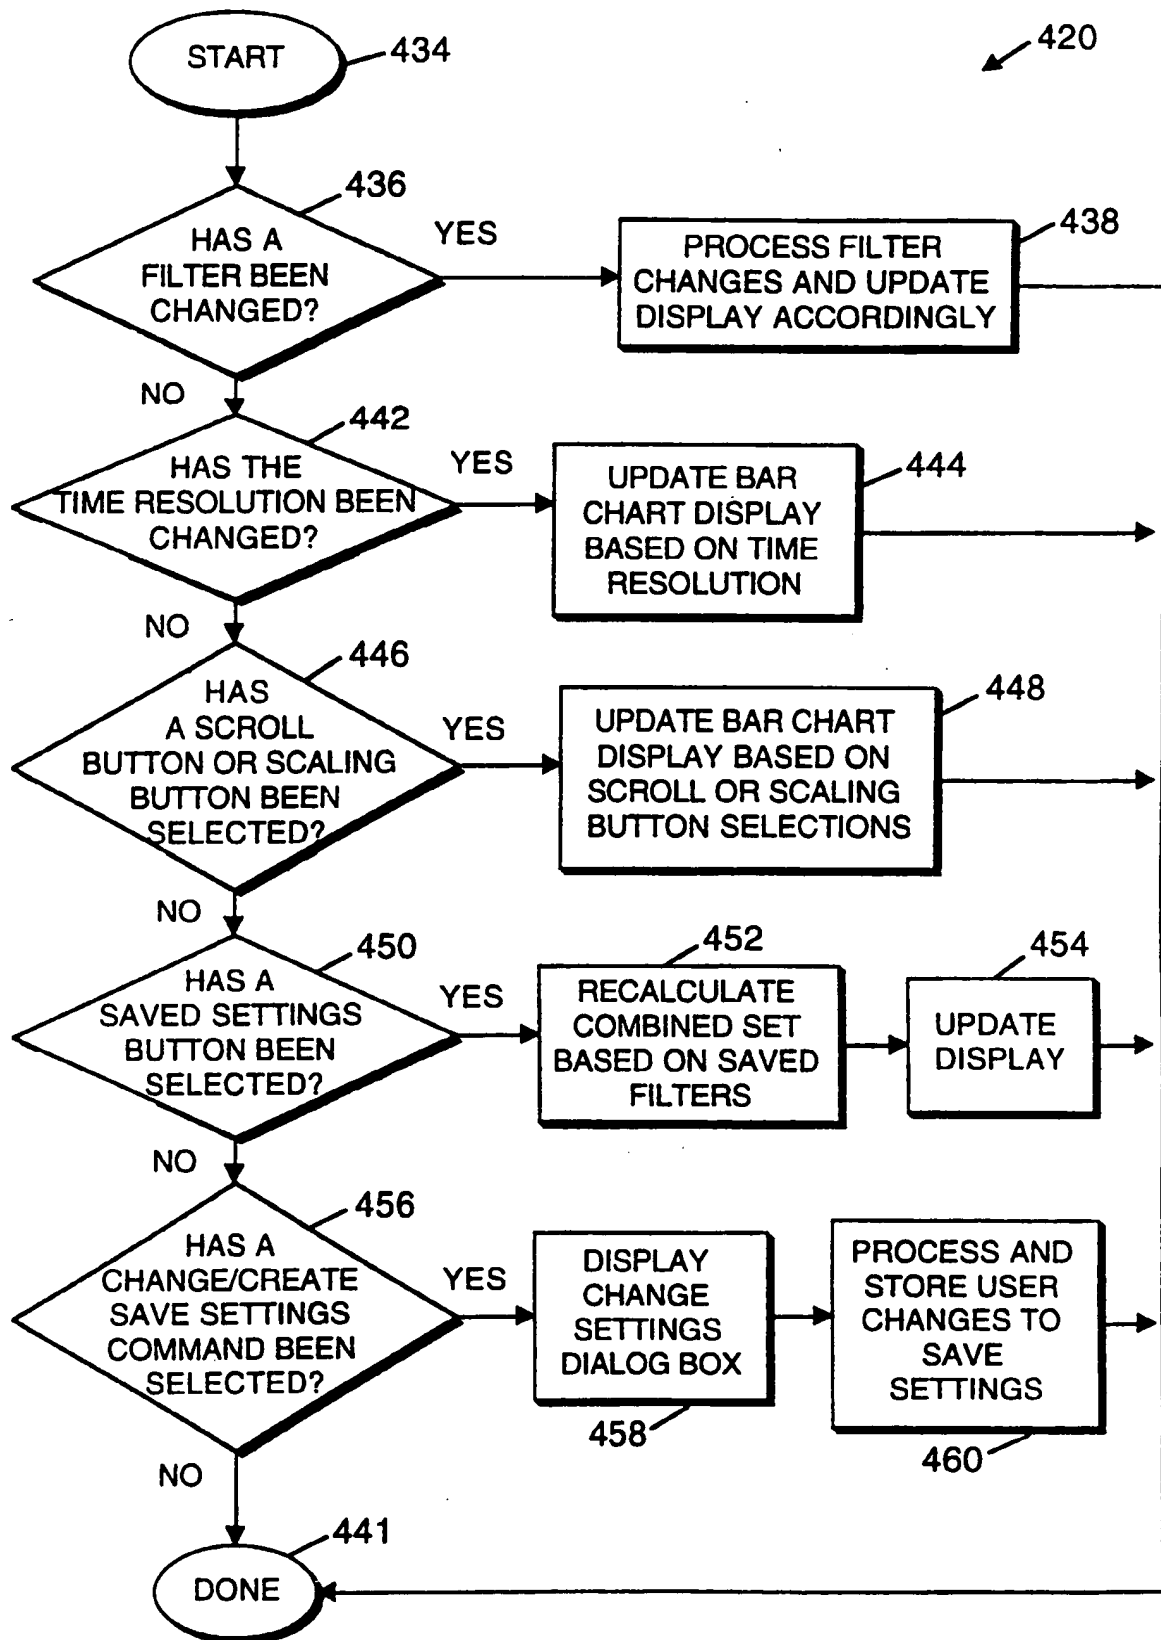 START
434
420
436
HAS A
FILTER BEEN
CHANGED?
YES
PROCESS FILTER
CHANGES AND UPDATE
DISPLAY ACCORDINGLY
438
NO
442
HAS THE
TIME RESOLUTION BEEN
CHANGED?
YES
UPDATE BAR
CHART DISPLAY
BASED ON TIME
RESOLUTION
444
NO
446
HAS
A SCROLL
BUTTON OR SCALING
BUTTON BEEN
SELECTED?
YES
UPDATE BAR CHART
DISPLAY BASED ON
SCROLL OR SCALING
BUTTON SELECTIONS
448
NO
450
HAS A
SAVED SETTINGS
BUTTON BEEN
SELECTED?
YES
452
RECALCULATE
COMBINED SET
BASED ON SAVED
FILTERS
454
UPDATE
DISPLAY
NO
456
HAS A
CHANGE/CREATE
SAVE SETTINGS
COMMAND BEEN
SELECTED?
YES
DISPLAY
CHANGE
SETTINGS
DIALOG BOX
458
PROCESS AND
STORE USER
CHANGES TO
SAVE
SETTINGS
460
NO
441
DONE